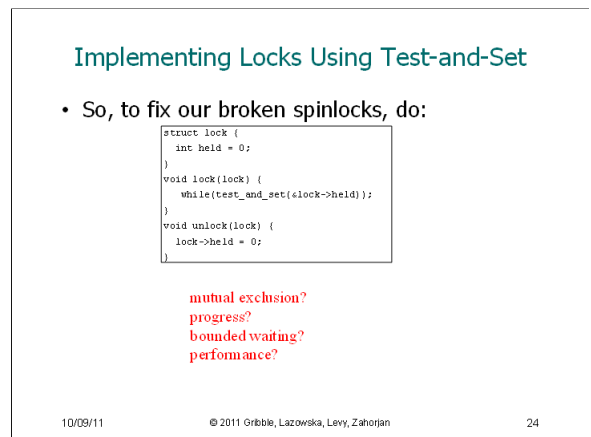 Implementing Locks Using Test-and-Set
• So, to fix our broken spinlocks, do:
struct lock {
int held = 0;
}
void lock(lock) {
while(test_and_set(&lock->held));
}
void unlock(lock) {
lock->held = 0;
}
mutual exclusion?
progress?
bounded waiting?
performance?
10/09/11 © 2011 Gribble, Lazowska, Levy, Zahorjan 24